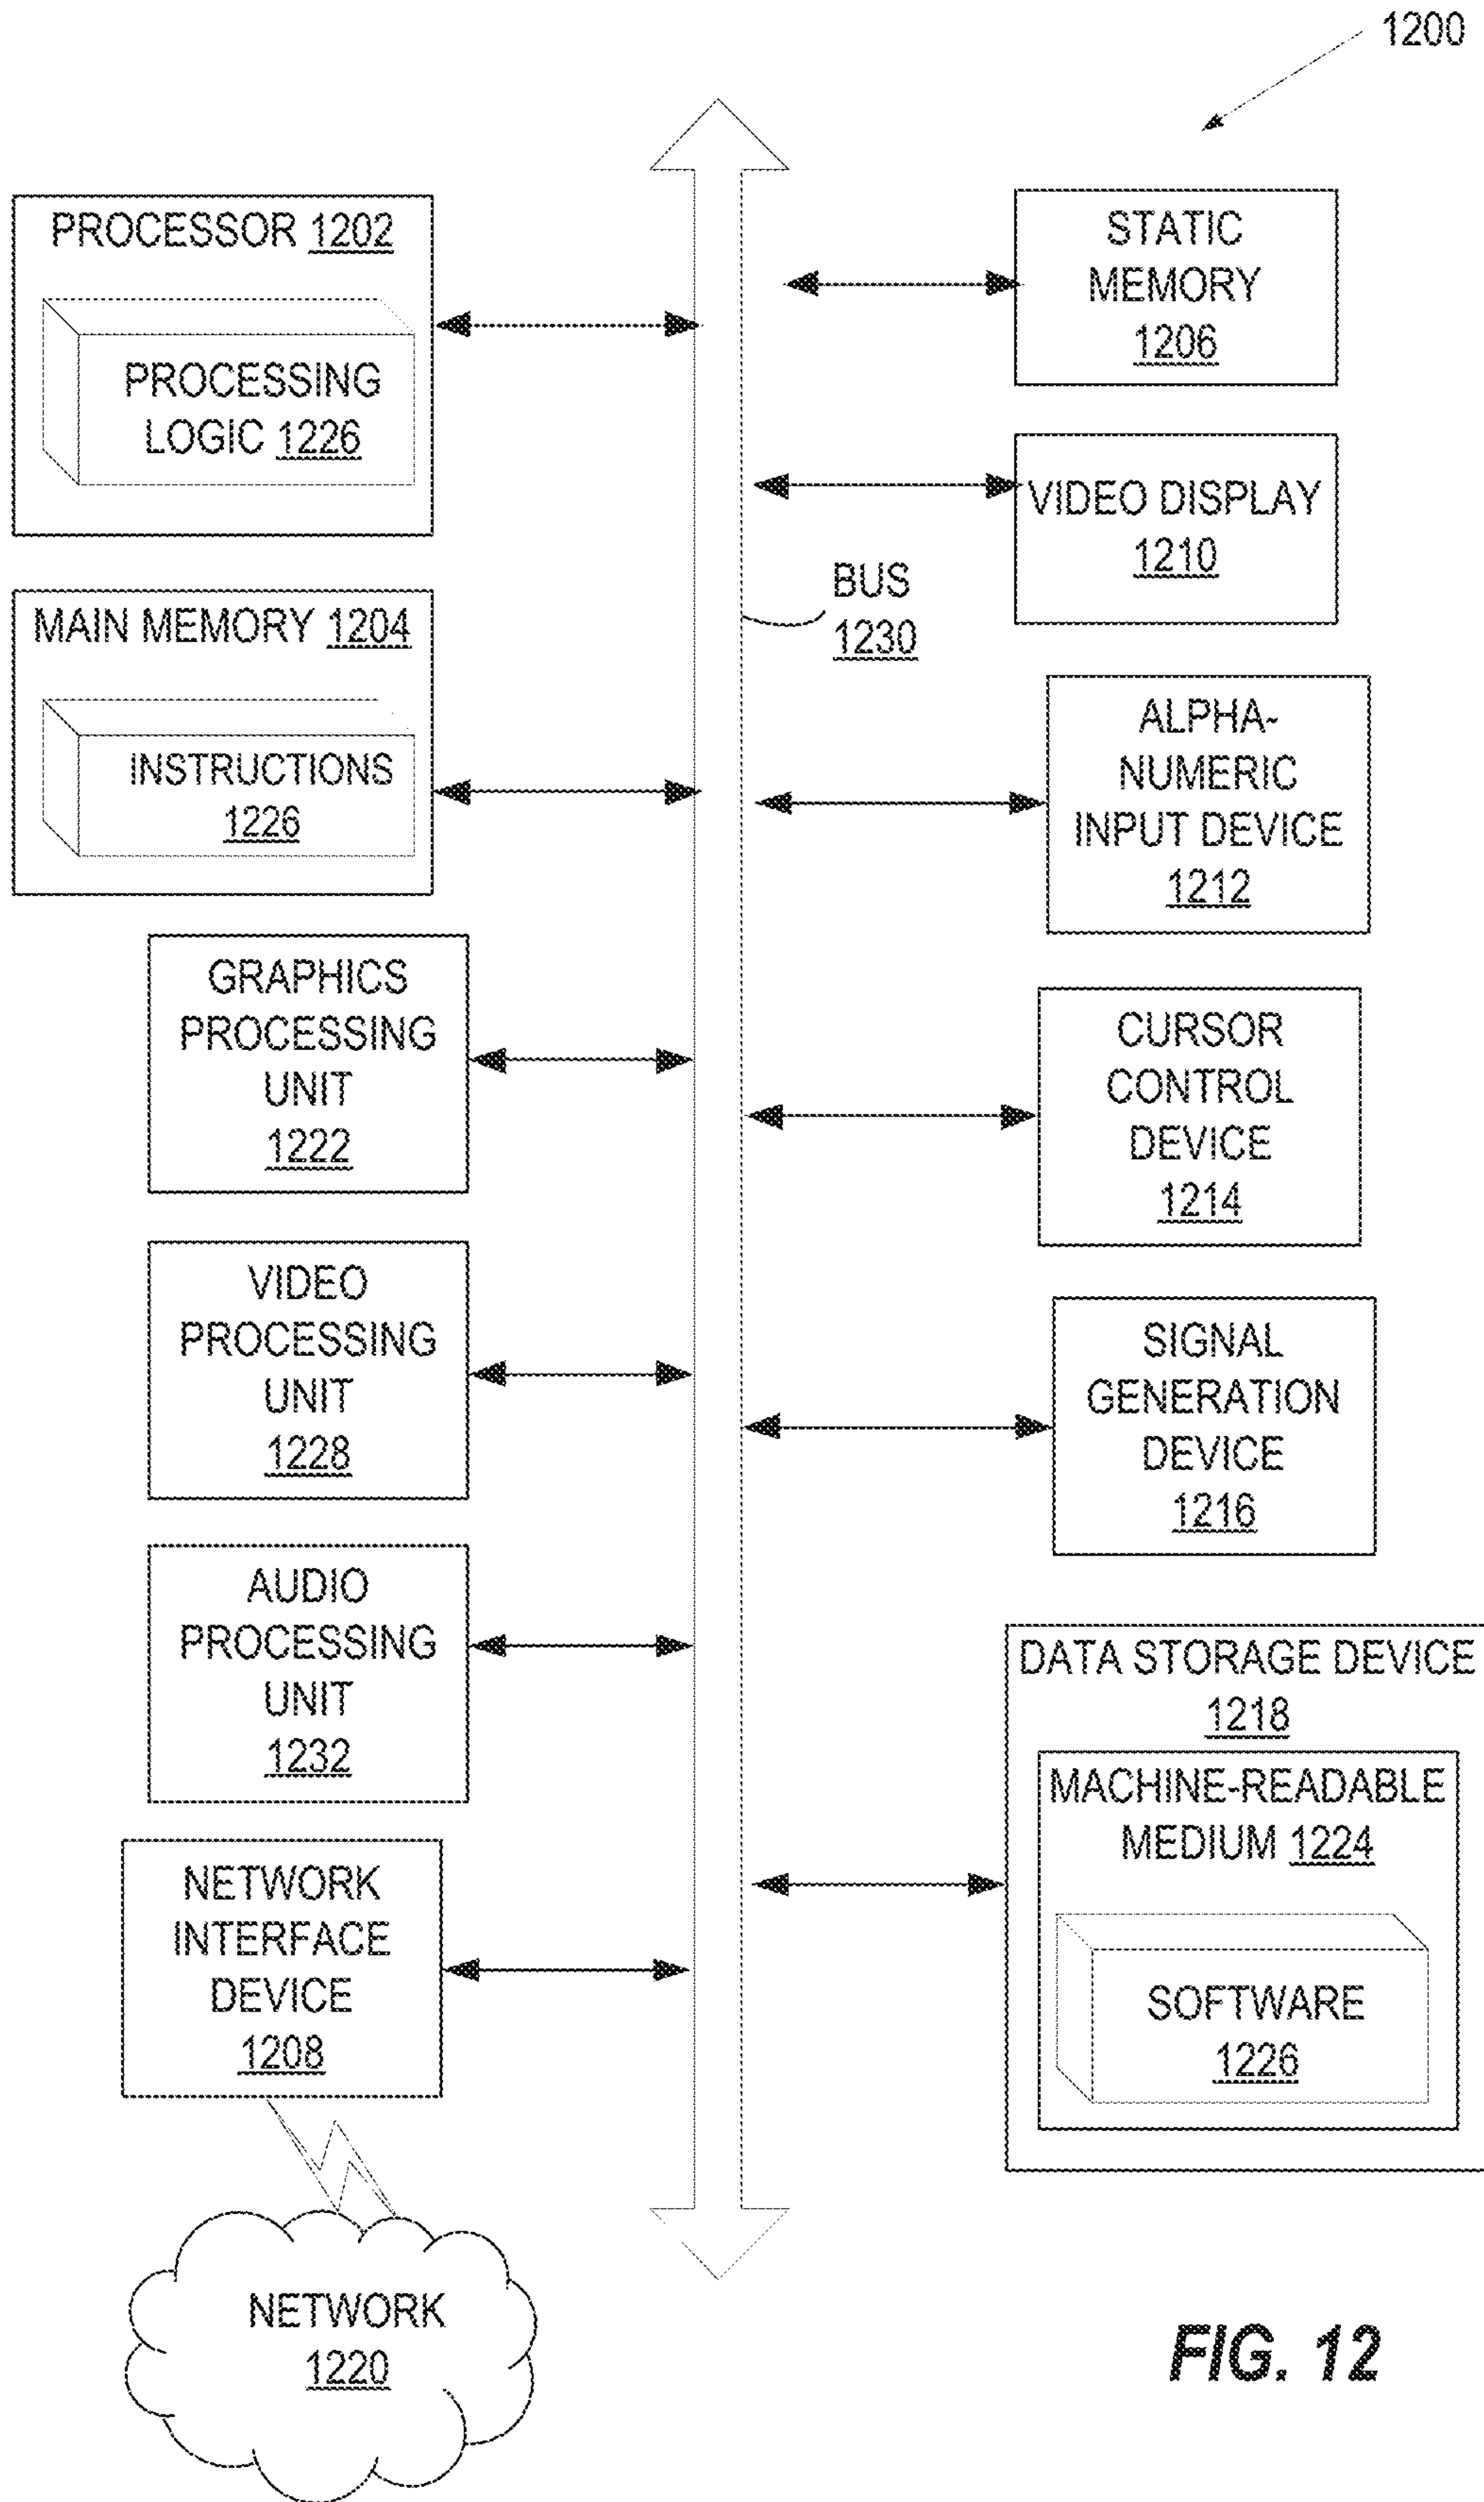 1200
PROCESSOR 1202
PROCESSING
LOGIC 1226
MAIN MEMORY 1204
INSTRUCTIONS
1226
GRAPHICS
PROCESSING
UNIT
1222
VIDEO
PROCESSING
UNIT
1228
AUDIO
PROCESSING
UNIT
1232
NETWORK
INTERFACE
DEVICE
1208
NETWORK
1220
BUS
1230
STATIC
MEMORY
1206
VIDEO DISPLAY
1210
ALPHA-
NUMERIC
INPUT DEVICE
1212
CURSOR
CONTROL
DEVICE
1214
SIGNAL
GENERATION
DEVICE
1216
DATA STORAGE DEVICE
1218
MACHINE-READABLE
MEDIUM 1224
SOFTWARE
1226
FIG. 12